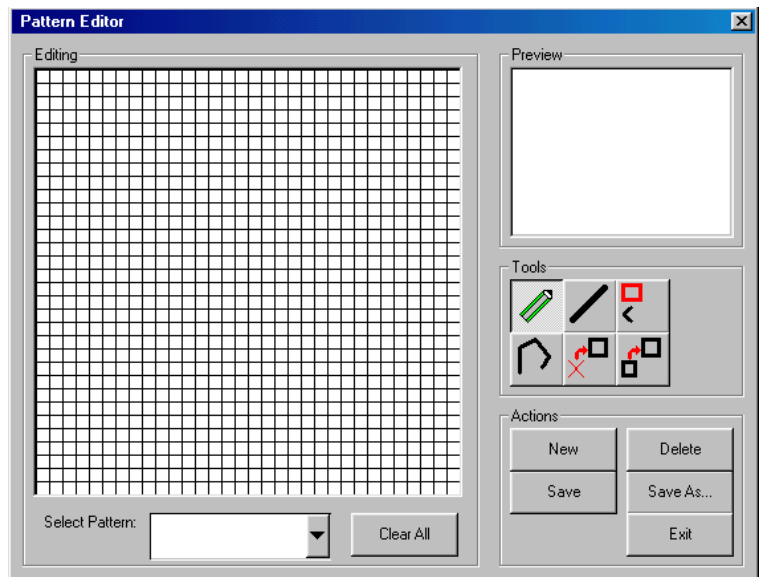 Pattern Editor
Editing
Preview
Tools
Actions
New
Delete
Save
Save As...
Select Pattern:
Clear All
Exit